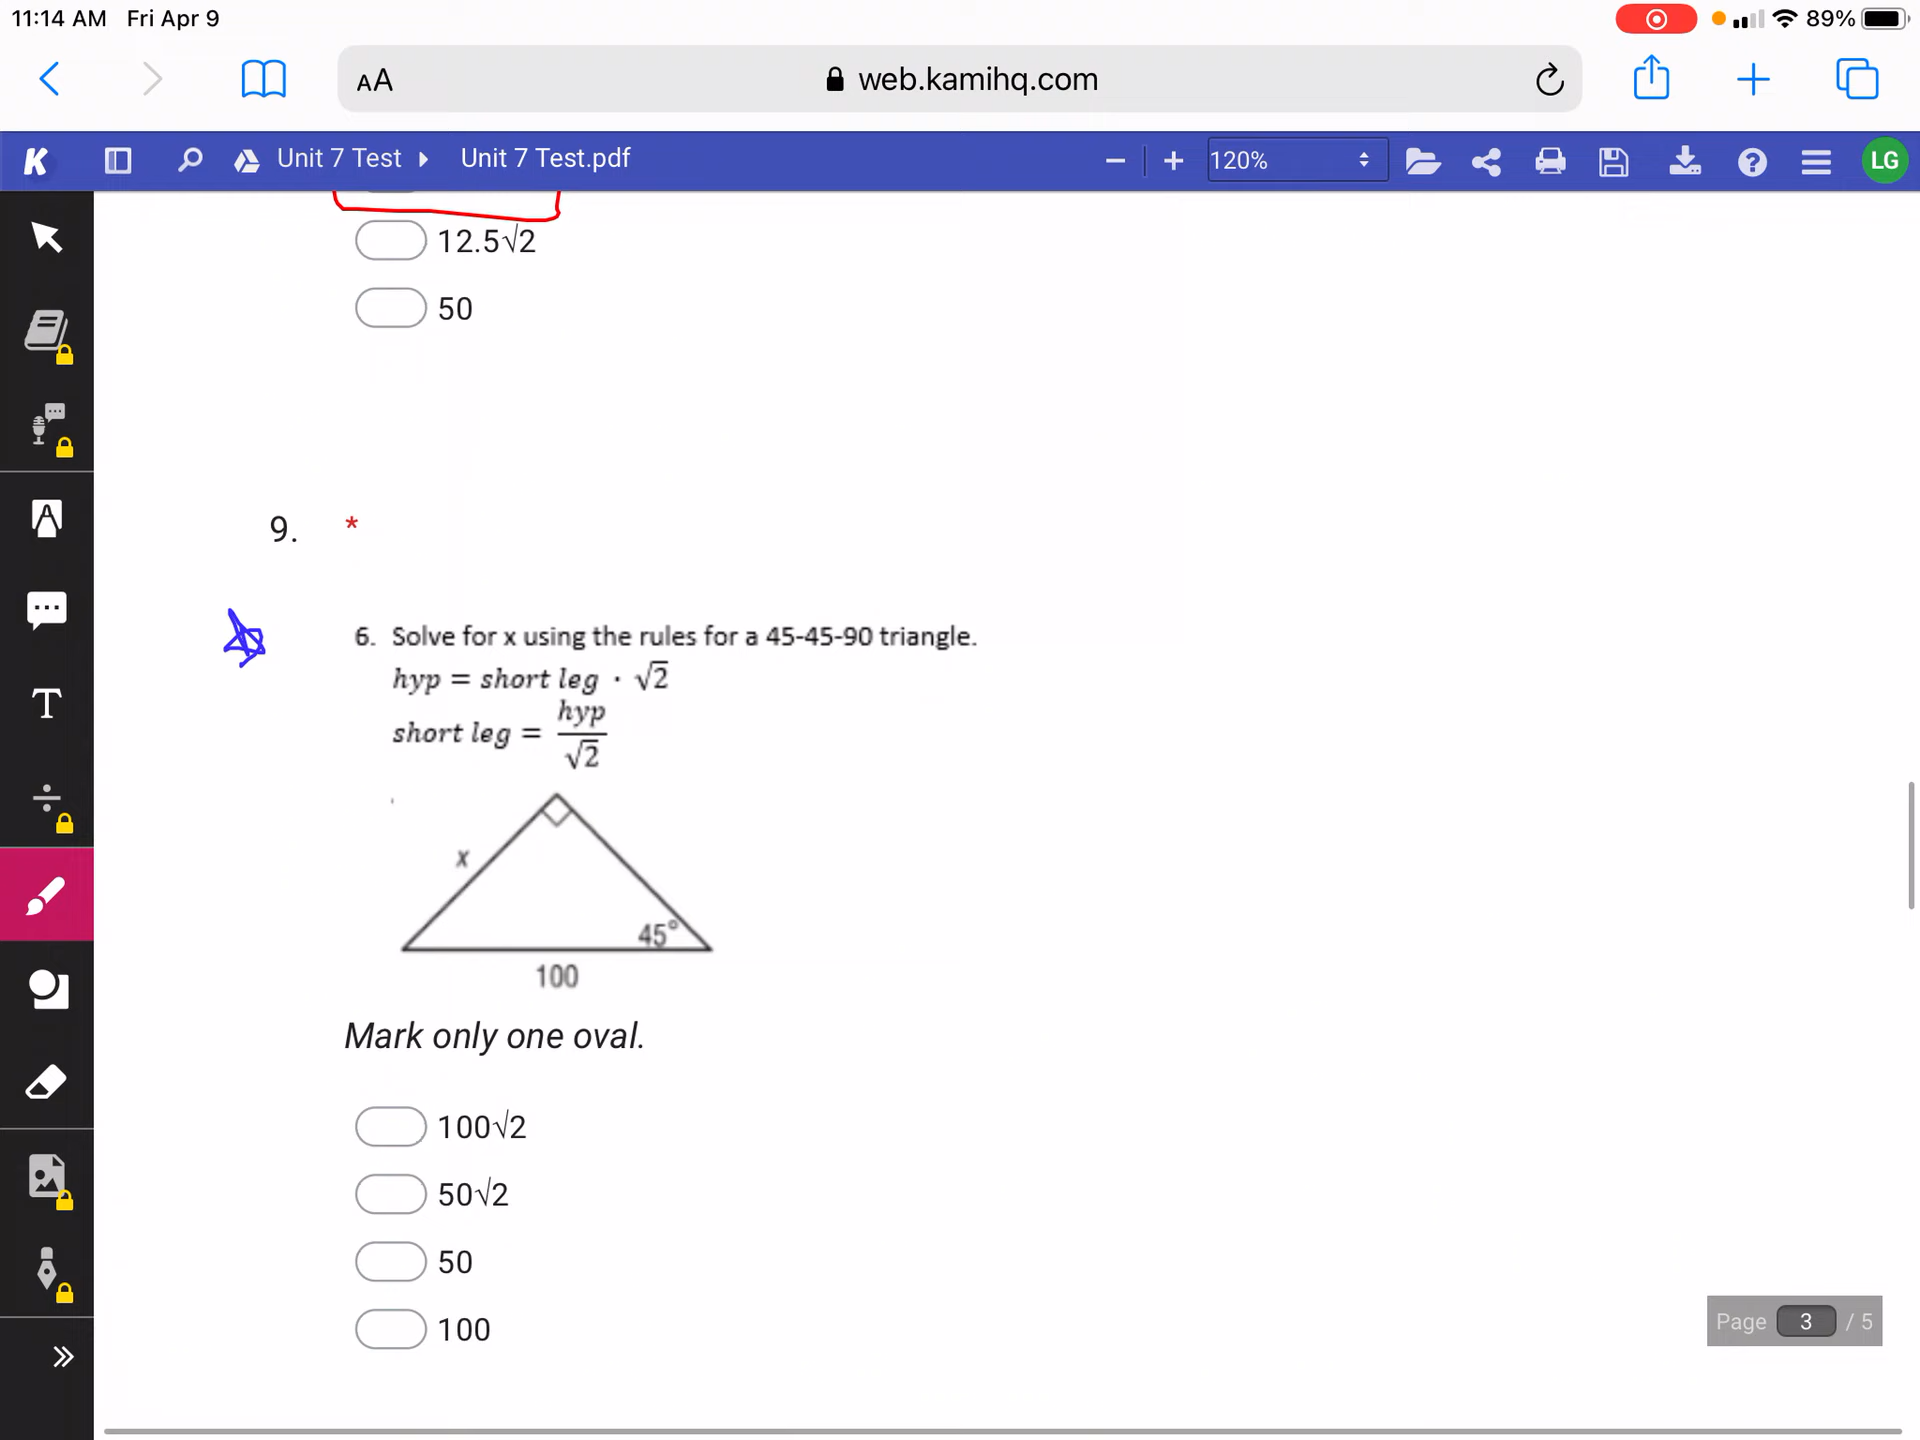 11:14 AM Fri Apr 9
89%
AA
web.kamihq.com
K
Unit 7 Test
Unit 7 Test.pdf
120%
LG
12.5√2
50
9. *
6. Solve for x using the rules for a 45-45-90 triangle.
hyp = short leg · √2
short leg = hyp/√2
x
45°
100
Mark only one oval.
100√2
50√2
50
100
Page 3 / 5